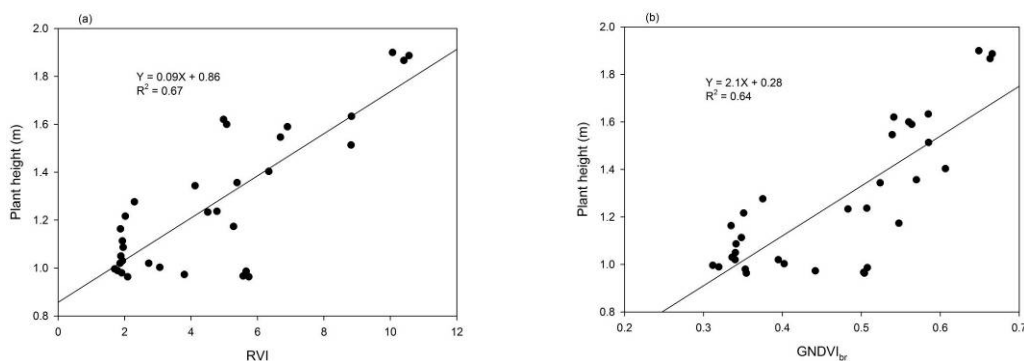 (a)
2.0
1.8
1.6
1.4
1.2
1.0
0.8
Plant height (m)
Y = 0.09X + 0.86
R² = 0.67
0 2 4 6 8 10 12
RVI
(b)
2.0
1.8
1.6
1.4
1.2
1.0
0.8
Plant height (m)
Y = 2.1X + 0.28
R² = 0.64
0.2 0.3 0.4 0.5 0.6 0.7
GNDVIbr